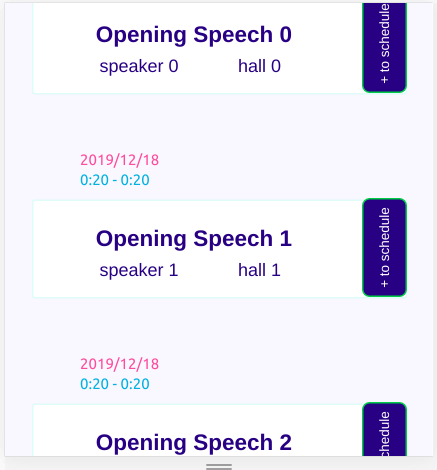 Opening Speech 0
speaker 0 hall 0
+ to schedule
2019/12/18
0:20 - 0:20
Opening Speech 1
speaker 1 hall 1
+ to schedule
2019/12/18
0:20 - 0:20
Opening Speech 2
chedule